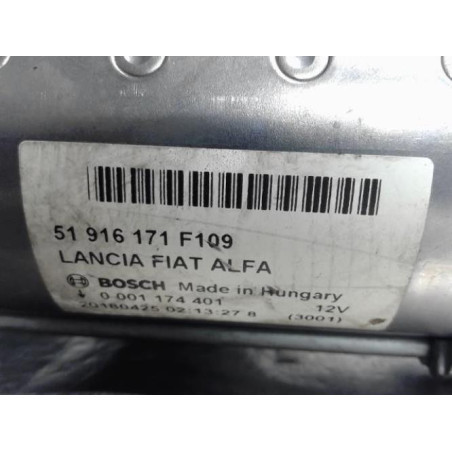 51 916 171 F109
LANCIA FIAT ALFA
BOSCH Made in Hungary
0 001 174 401 12V
20160425 02 13:27 8 (3001)